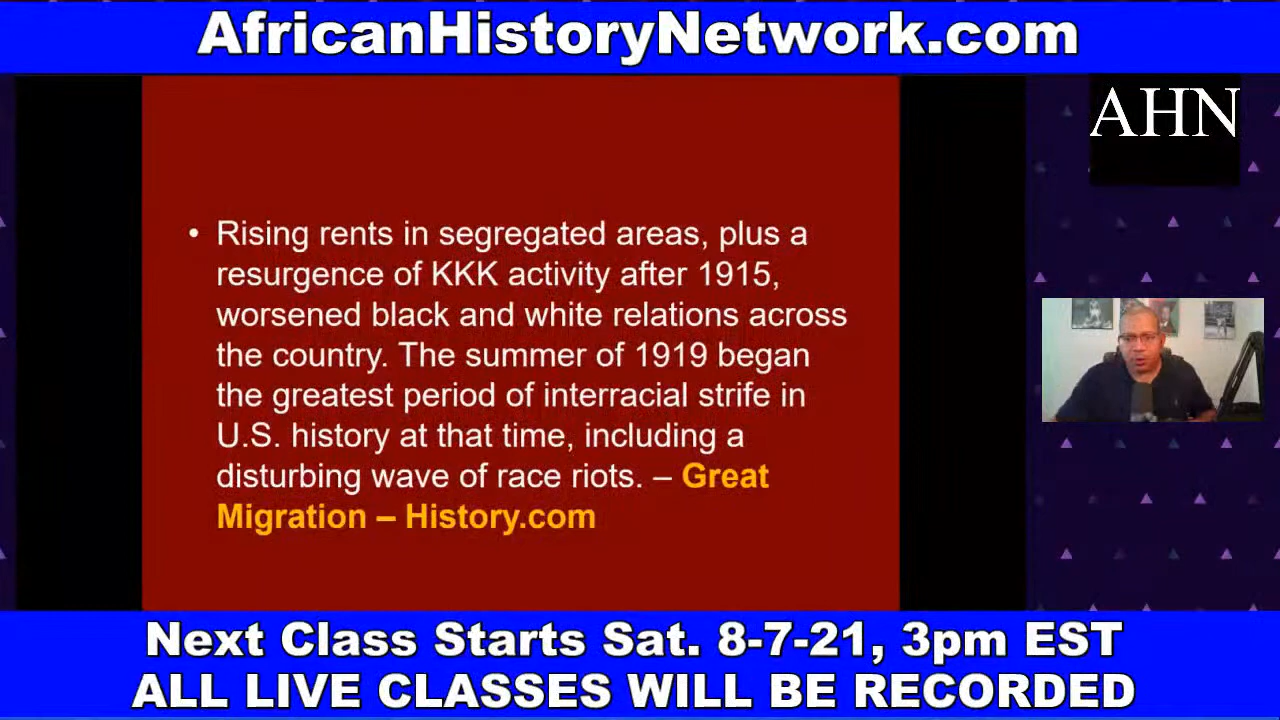 AfricanHistoryNetwork.com
AHN
• Rising rents in segregated areas, plus a
resurgence of KKK activity after 1915,
worsened black and white relations across
the country. The summer of 1919 began
the greatest period of interracial strife in
U.S. history at that time, including a
disturbing wave of race riots. – Great
Migration – History.com
Next Class Starts Sat. 8-7-21, 3pm EST
ALL LIVE CLASSES WILL BE RECORDED